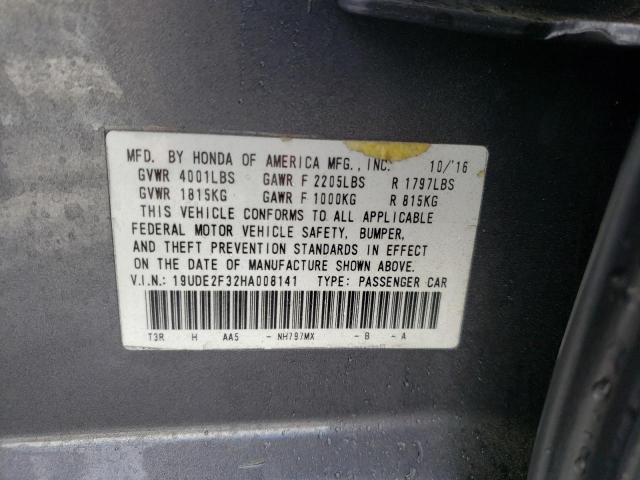 MFD. BY HONDA OF AMERICA MFG., INC. 10/'16
GVWR 4001LBS GAWR F 2205LBS R 1797LBS
GVWR 1815KG GAWR F 1000KG R 815KG
THIS VEHICLE CONFORMS TO ALL APPLICABLE
FEDERAL MOTOR VEHICLE SAFETY, BUMPER,
AND THEFT PREVENTION STANDARDS IN EFFECT
ON THE DATE OF MANUFACTURE SHOWN ABOVE.
V.I.N.: 19UDE2F32HA008141 TYPE: PASSENGER CAR
T3R H AA5 - NH797MX - B - A